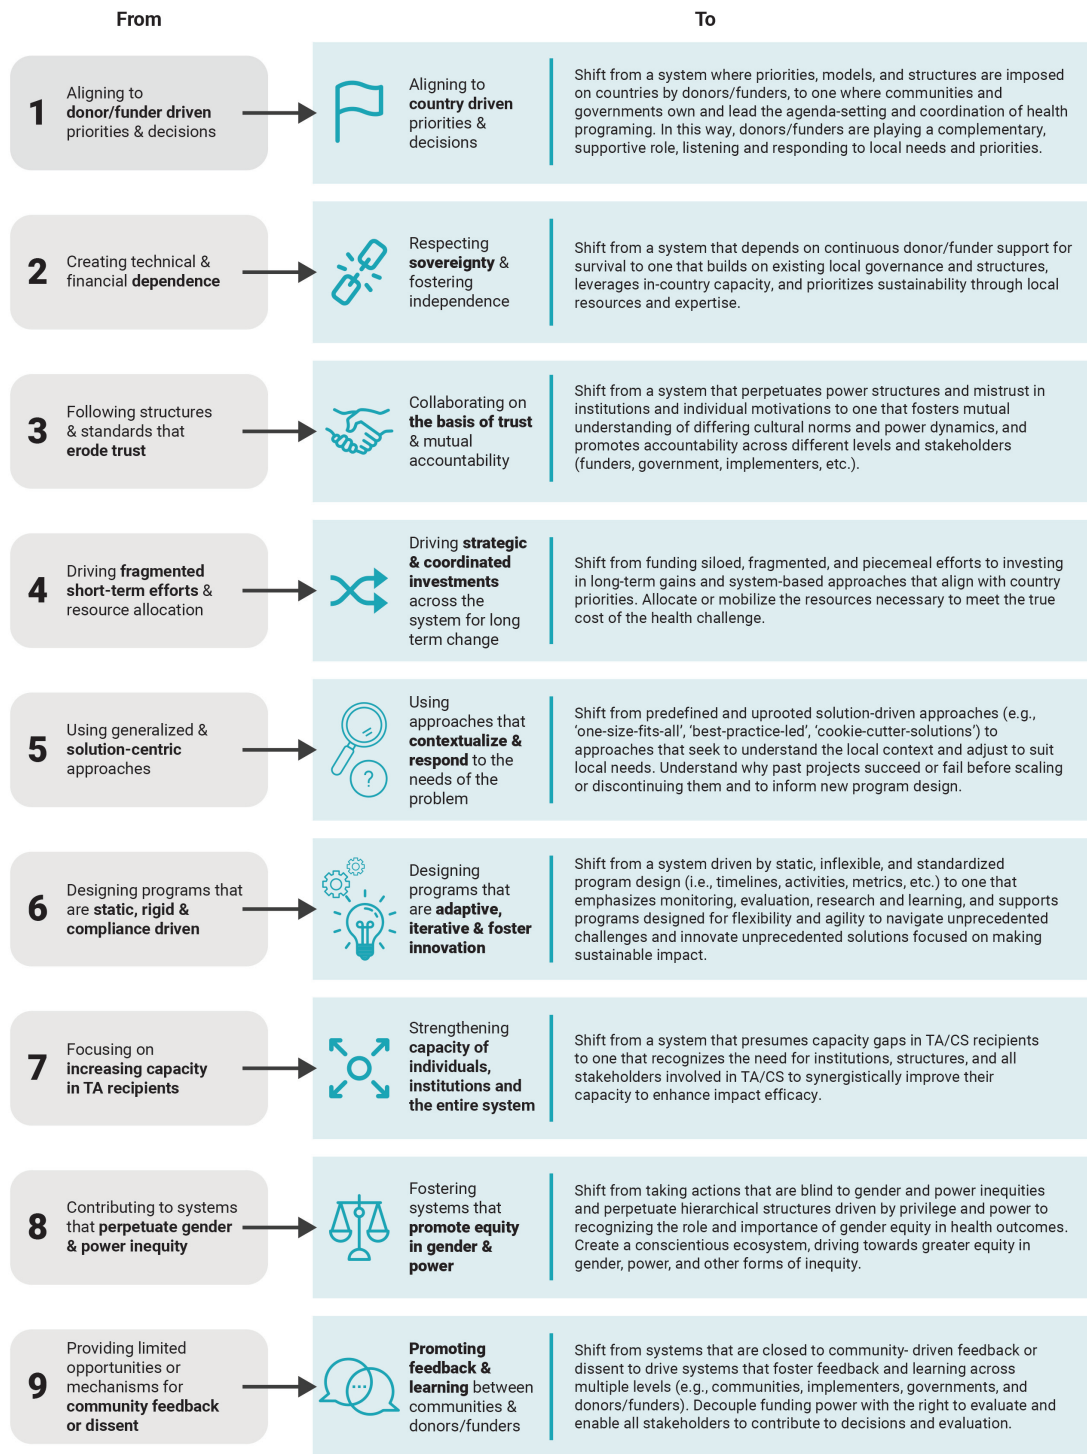 From
To
1
Aligning to
donor/funder driven
priorities & decisions
Aligning to
country driven
priorities &
decisions
Shift from a system where priorities, models, and structures are imposed
on countries by donors/funders, to one where communities and
governments own and lead the agenda-setting and coordination of health
programing. In this way, donors/funders are playing a complementary,
supportive role, listening and responding to local needs and priorities.
2
Creating technical &
financial dependence
Respecting
sovereignty &
fostering
independence
Shift from a system that depends on continuous donor/funder support for
survival to one that builds on existing local governance and structures,
leverages in-country capacity, and prioritizes sustainability through local
resources and expertise.
3
Following structures
& standards that
erode trust
Collaborating on
the basis of trust
& mutual
accountability
Shift from a system that perpetuates power structures and mistrust in
institutions and individual motivations to one that fosters mutual
understanding of differing cultural norms and power dynamics, and
promotes accountability across different levels and stakeholders
(funders, government, implementers, etc.).
4
Driving fragmented
short-term efforts &
resource allocation
Driving strategic
& coordinated
investments
across the
system for long
term change
Shift from funding siloed, fragmented, and piecemeal efforts to investing
in long-term gains and system-based approaches that align with country
priorities. Allocate or mobilize the resources necessary to meet the true
cost of the health challenge.
5
Using generalized &
solution-centric
approaches
?
Using
approaches that
contextualize &
respond to the
needs of the
problem
Shift from predefined and uprooted solution-driven approaches (e.g.,
'one-size-fits-all', 'best-practice-led', 'cookie-cutter-solutions') to
approaches that seek to understand the local context and adjust to suit
local needs. Understand why past projects succeed or fail before scaling
or discontinuing them and to inform new program design.
6
Designing programs that
are static, rigid &
compliance driven
Designing
programs that
are adaptive,
iterative & foster
innovation
Shift from a system driven by static, inflexible, and standardized
program design (i.e., timelines, activities, metrics, etc.) to one that
emphasizes monitoring, evaluation, research and learning, and supports
programs designed for flexibility and agility to navigate unprecedented
challenges and innovate unprecedented solutions focused on making
sustainable impact.
7
Focusing on
increasing capacity
in TA recipients
Strengthening
capacity of
individuals,
institutions and
the entire system
Shift from a system that presumes capacity gaps in TA/CS recipients
to one that recognizes the need for institutions, structures, and all
stakeholders involved in TA/CS to synergistically improve their
capacity to enhance impact efficacy.
8
Contributing to systems
that perpetuate gender
& power inequity
Fostering
systems that
promote equity
in gender &
power
Shift from taking actions that are blind to gender and power inequities
and perpetuate hierarchical structures driven by privilege and power to
recognizing the role and importance of gender equity in health outcomes.
Create a conscientious ecosystem, driving towards greater equity in
gender, power, and other forms of inequity.
9
Providing limited
opportunities or
mechanisms for
community feedback
or dissent
Promoting
feedback &
learning between
communities &
donors/funders
Shift from systems that are closed to community- driven feedback or
dissent to drive systems that foster feedback and learning across
multiple levels (e.g., communities, implementers, governments, and
donors/funders). Decouple funding power with the right to evaluate and
enable all stakeholders to contribute to decisions and evaluation.